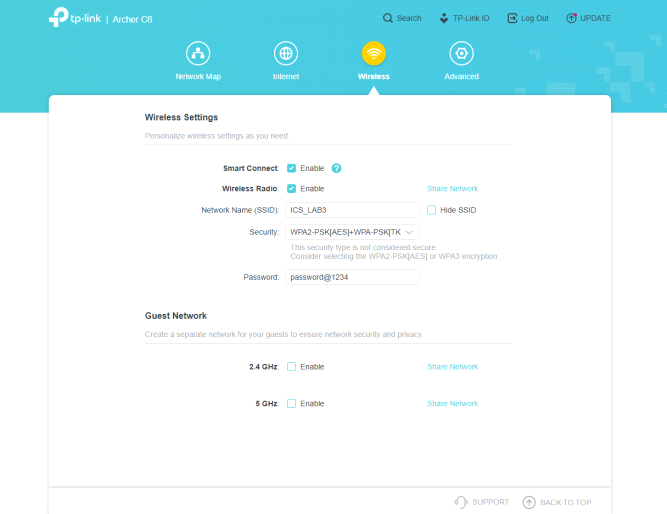 tp-link | Archer C6
Search TP-Link ID Log Out UPDATE
Network Map Internet Wireless Advanced
Wireless Settings
Personalize wireless settings as you need.
Smart Connect: Enable ?
Wireless Radio: Enable Share Network
Network Name (SSID): ICS_LAB3 Hide SSID
Security: WPA2-PSK[AES]+WPA-PSK[TK
This security type is not considered secure.
Consider selecting the WPA2-PSK[AES] or WPA3 encryption.
Password: password@1234
Guest Network
Create a separate network for your guests to ensure network security and privacy.
2.4 GHz: Enable Share Network
5 GHz: Enable Share Network
SUPPORT BACK TO TOP